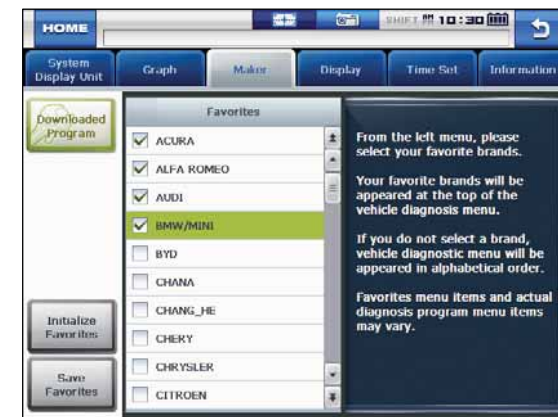 HOME
SHIFT 10:30
System
Display Unit
Graph
Maker
Display
Time Set
Information
Downloaded
Program
Favorites
ACURA
ALFA ROMEO
AUDI
BMW/MINI
BYD
CHANA
CHANG_HE
CHERY
CHRYSLER
CITROEN
Initialize
Favorites
Save
Favorites
From the left menu, please
select your favorite brands.
Your favorite brands will be
appeared at the top of the
vehicle diagnosis menu.
If you do not select a brand,
vehicle diagnostic menu will be
appeared in alphabetical order.
Favorites menu items and actual
diagnosis program menu items
may vary.